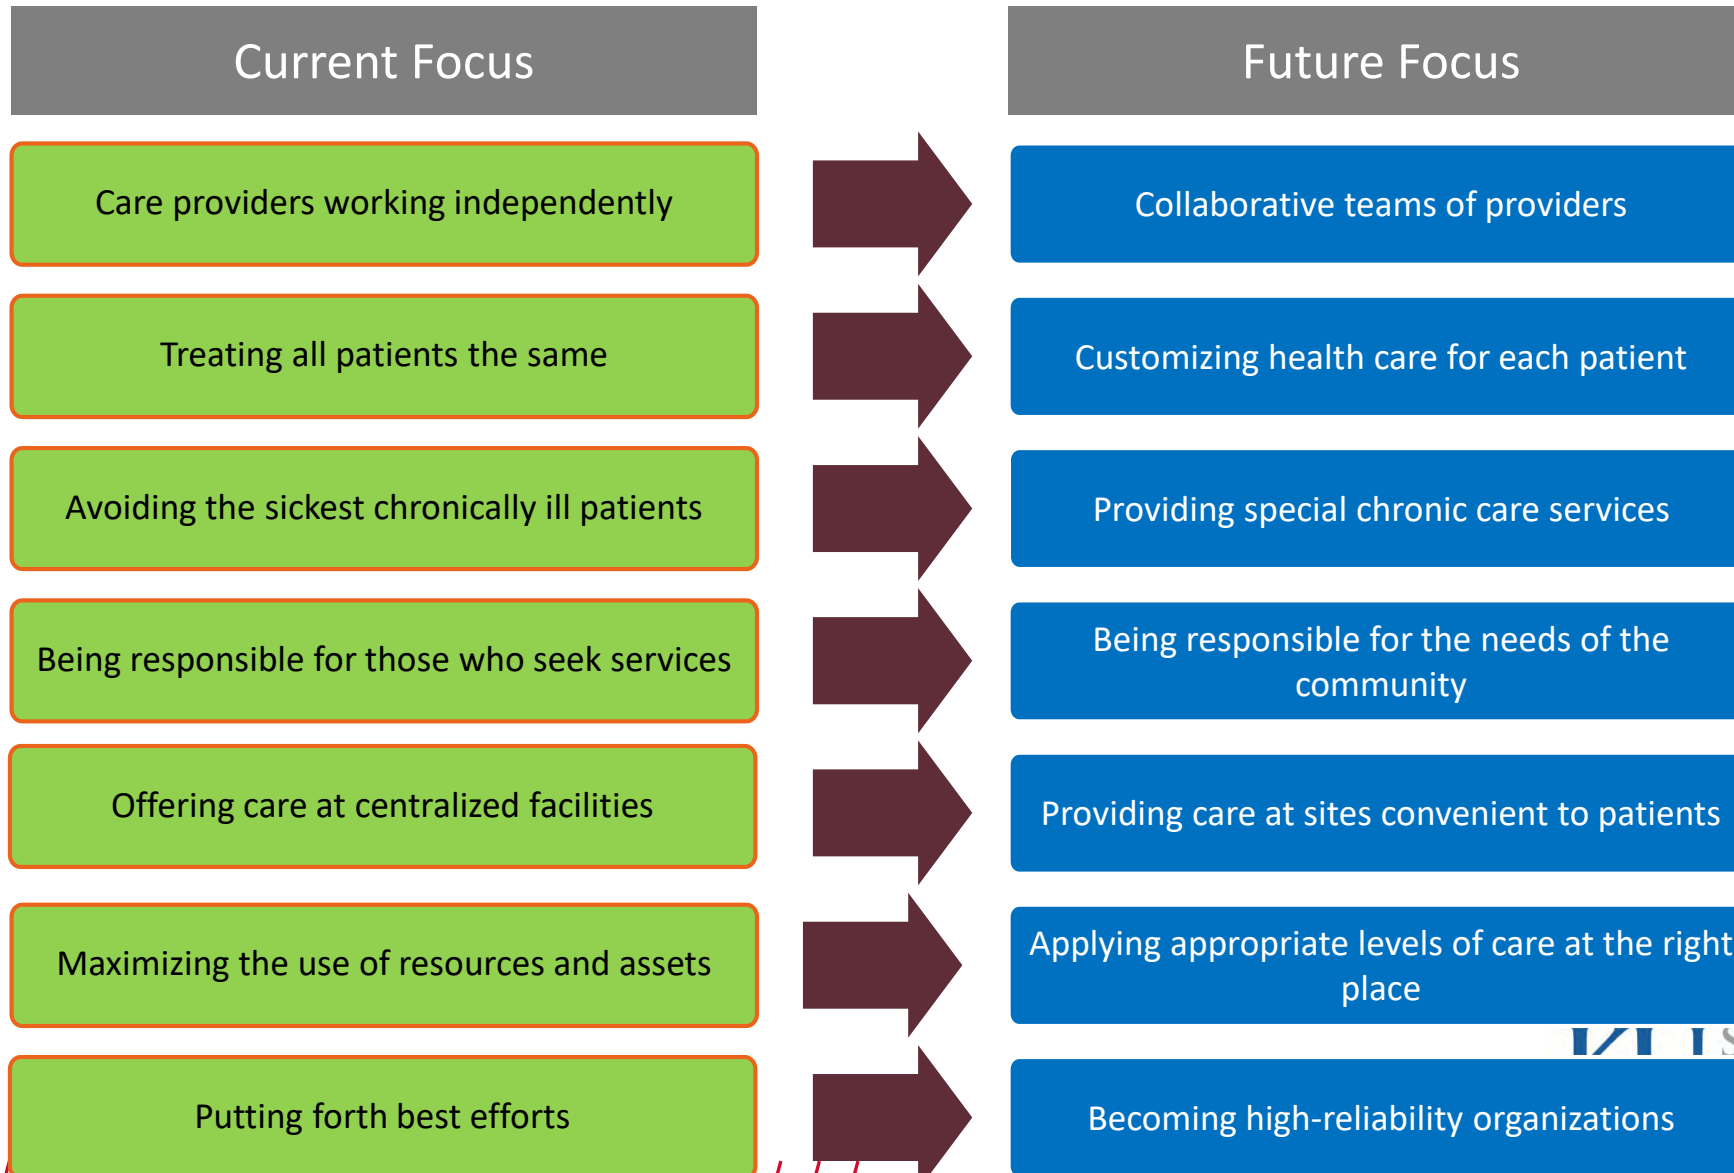 Current Focus
Future Focus
Care providers working independently
Collaborative teams of providers
Treating all patients the same
Customizing health care for each patient
Avoiding the sickest chronically ill patients
Providing special chronic care services
Being responsible for those who seek services
Being responsible for the needs of the
community
Offering care at centralized facilities
Providing care at sites convenient to patients
Maximizing the use of resources and assets
Applying appropriate levels of care at the right
place
Putting forth best efforts
Becoming high-reliability organizations